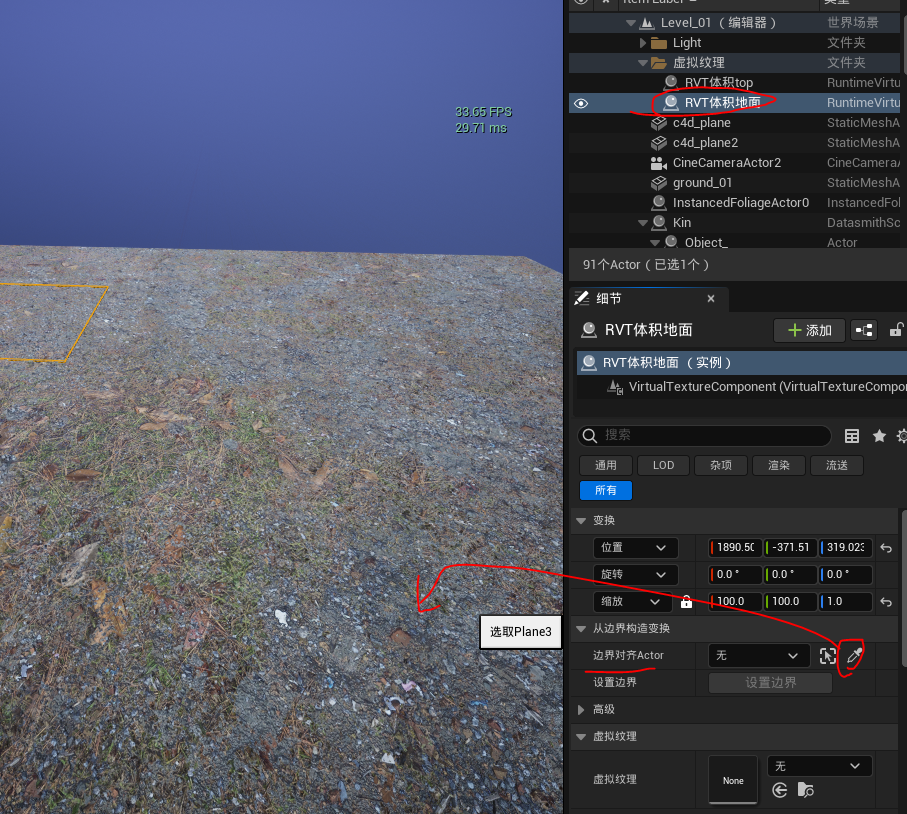 Item Label
类型
Level_01（编辑器）
世界场景
Light
文件夹
虚拟纹理
文件夹
RVT体积top
RuntimeVirtu
33.65 FPS
RVT体积地面
RuntimeVirtu
29.71 ms
c4d_plane
StaticMeshA
c4d_plane2
StaticMeshA
CineCameraActor2
CineCameraA
ground_01
StaticMeshA
InstancedFoliageActor0
InstancedFol
Kin
DatasmithSc
Object_
Actor
91个Actor（已选1个）
细节
RVT体积地面
添加
RVT体积地面（实例）
VirtualTextureComponent (VirtualTextureCompo
搜索
通用
LOD
杂项
渲染
流送
所有
变换
位置
1890.50
-371.51
319.023
旋转
0.0 °
0.0 °
0.0 °
缩放
100.0
100.0
1.0
从边界构造变换
选取Plane3
边界对齐Actor
无
设置边界
设置边界
高级
虚拟纹理
虚拟纹理
None
无